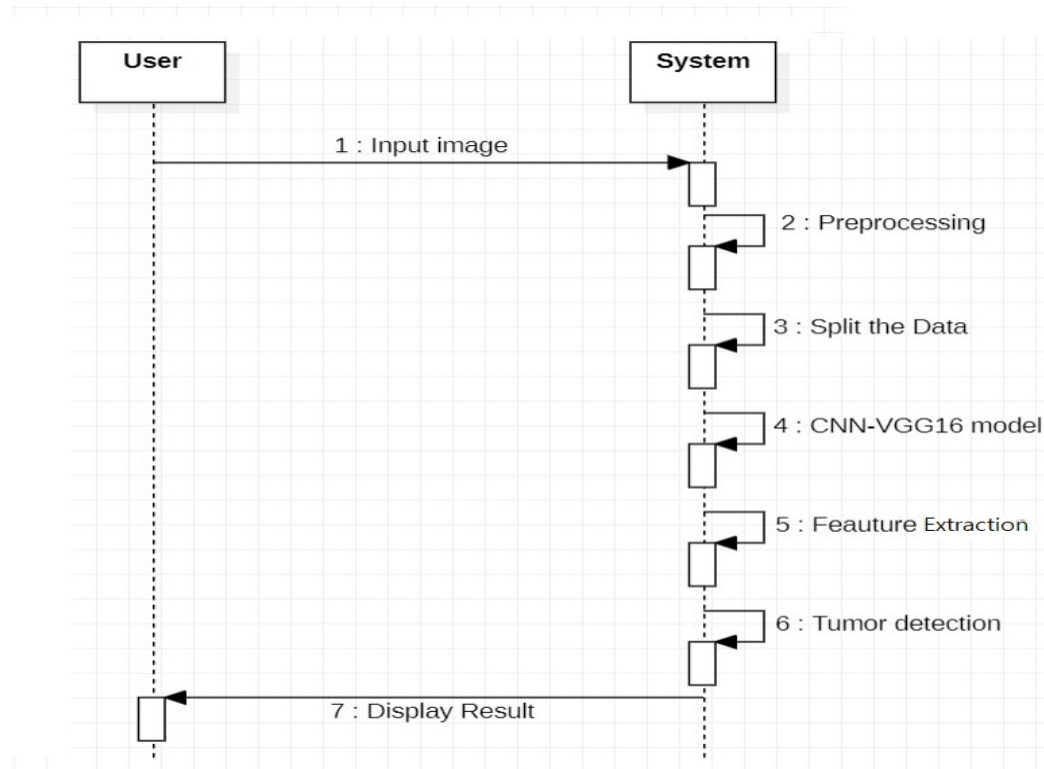 User
System
1 : Input image
2 : Preprocessing
3 : Split the Data
4 : CNN-VGG16 model
5 : Feauture Extraction
6 : Tumor detection
7 : Display Result